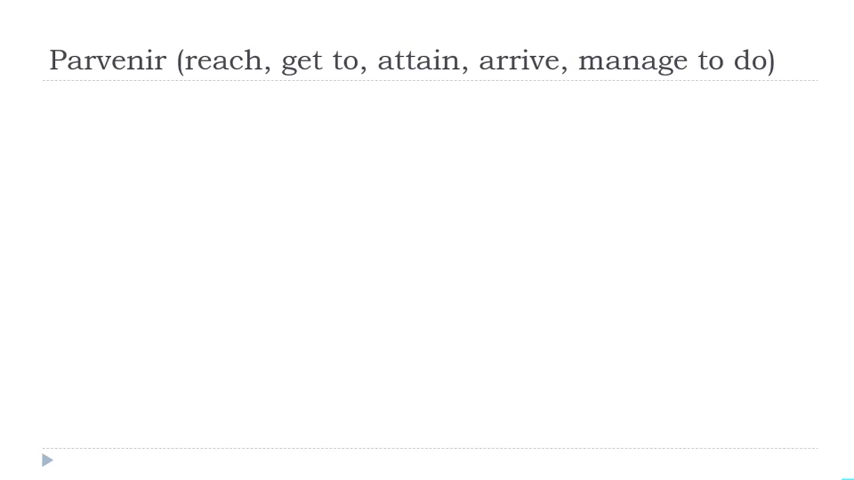 Parvenir (reach, get to, attain, arrive, manage to do)